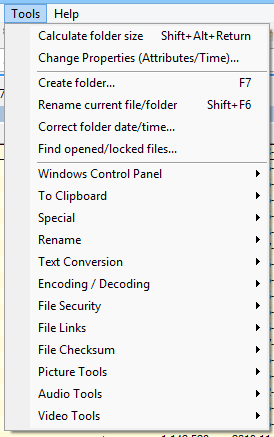 Tools Help
Calculate folder size Shift+Alt+Return
Change Properties (Attributes/Time)...
Create folder... F7
Rename current file/folder Shift+F6
Correct folder date/time...
Find opened/locked files...
Windows Control Panel
To Clipboard
Special
Rename
Text Conversion
Encoding / Decoding
File Security
File Links
File Checksum
Picture Tools
Audio Tools
Video Tools